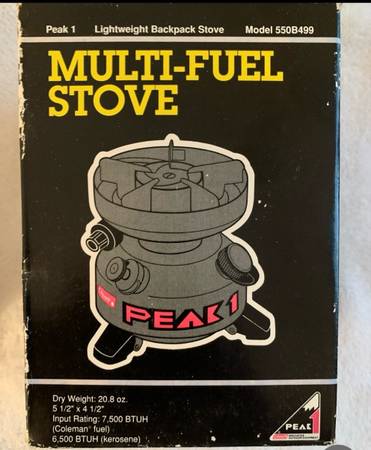 Peak 1 Lightweight Backpack Stove Model 550B499
MULTI-FUEL
STOVE
PEAK 1
Dry Weight: 20.8 oz.
5 1/2" x 4 1/2"
Input Rating: 7,500 BTUH
(Coleman® fuel)
6,500 BTUH (kerosene)
PEAK 1